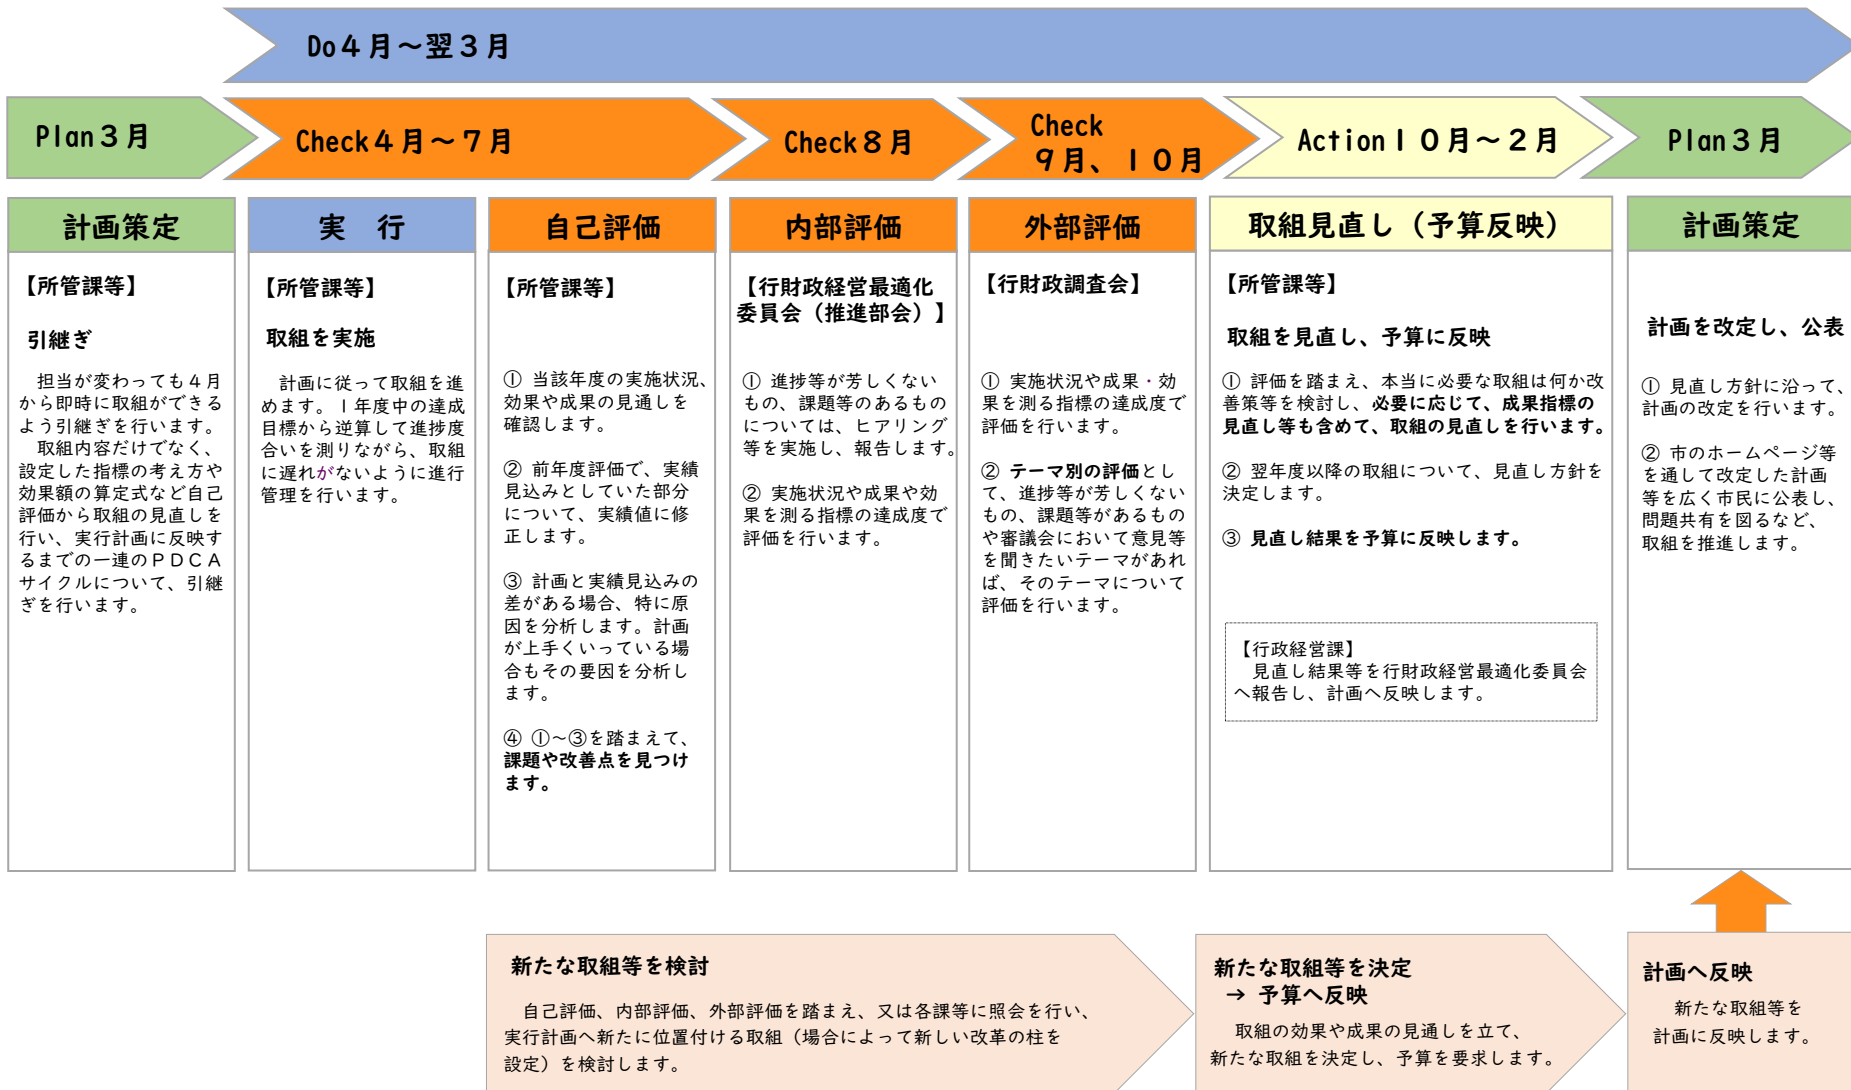 Do４月～翌３月
Plan３月
Check４月～７月
Check８月
Check
９月、１０月
Action１０月～２月
Plan３月
計画策定
【所管課等】
引継ぎ
　担当が変わっても４月
から即時に取組ができる
よう引継ぎを行います。
　取組内容だけでなく、
設定した指標の考え方や
効果額の算定式など自己
評価から取組の見直しを
行い、実行計画に反映す
るまでの一連のＰＤＣＡ
サイクルについて、引継
ぎを行います。
実　行
【所管課等】
取組を実施
　計画に従って取組を進
めます。１年度中の達成
目標から逆算して進捗度
合いを測りながら、取組
に遅れがないように進行
管理を行います。
自己評価
【所管課等】
① 当該年度の実施状況、
効果や成果の見通しを
確認します。
② 前年度評価で、実績
見込みとしていた部分
について、実績値に修
正します。
③ 計画と実績見込みの
差がある場合、特に原
因を分析します。計画
が上手くいっている場
合もその要因を分析し
ます。
④ ①～③を踏まえて、
課題や改善点を見つけ
ます。
内部評価
【行財政経営最適化
委員会（推進部会）】
① 進捗等が芳しくない
もの、課題等のあるもの
については、ヒアリング
等を実施し、報告します。
② 実施状況や成果や効
果を測る指標の達成度で
評価を行います。
外部評価
【行財政調査会】
① 実施状況や成果・効
果を測る指標の達成度で
評価を行います。
② テーマ別の評価とし
て、進捗等が芳しくない
もの、課題等があるもの
や審議会において意見等
を聞きたいテーマがあれ
ば、そのテーマについて
評価を行います。
取組見直し（予算反映）
【所管課等】
取組を見直し、予算に反映
① 評価を踏まえ、本当に必要な取組は何か改
善策等を検討し、必要に応じて、成果指標の
見直し等も含めて、取組の見直しを行います。
② 翌年度以降の取組について、見直し方針を
決定します。
③ 見直し結果を予算に反映します。
【行政経営課】
　見直し結果等を行財政経営最適化委員会
へ報告し、計画へ反映します。
計画策定
計画を改定し、公表
① 見直し方針に沿って、
計画の改定を行います。
② 市のホームページ等
を通して改定した計画
等を広く市民に公表し、
問題共有を図るなど、
取組を推進します。
新たな取組等を検討
　自己評価、内部評価、外部評価を踏まえ、又は各課等に照会を行い、
実行計画へ新たに位置付ける取組（場合によって新しい改革の柱を
設定）を検討します。
新たな取組等を決定
→ 予算へ反映
　取組の効果や成果の見通しを立て、
新たな取組を決定し、予算を要求します。
計画へ反映
　新たな取組等を
計画に反映します。